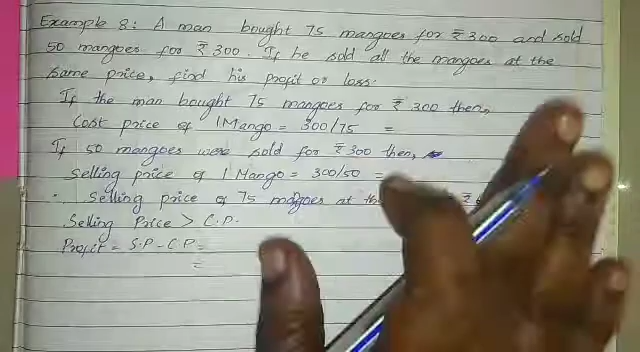 Example 8: A man bought 75 mangoes for ₹ 300 and sold
50 mangoes for ₹ 300. If he sold all the mangoes at the
same price, find his profit or loss.
If the man bought 75 mangoes for ₹ 300 then,
Cost price of 1 Mango = 300/75 =
If 50 mangoes were sold for ₹ 300 then,
Selling price of 1 Mango = 300/50 =
∴ Selling price of 75 mangoes at ₹
Selling Price > C.P.
Profit = S.P - C.P =
=